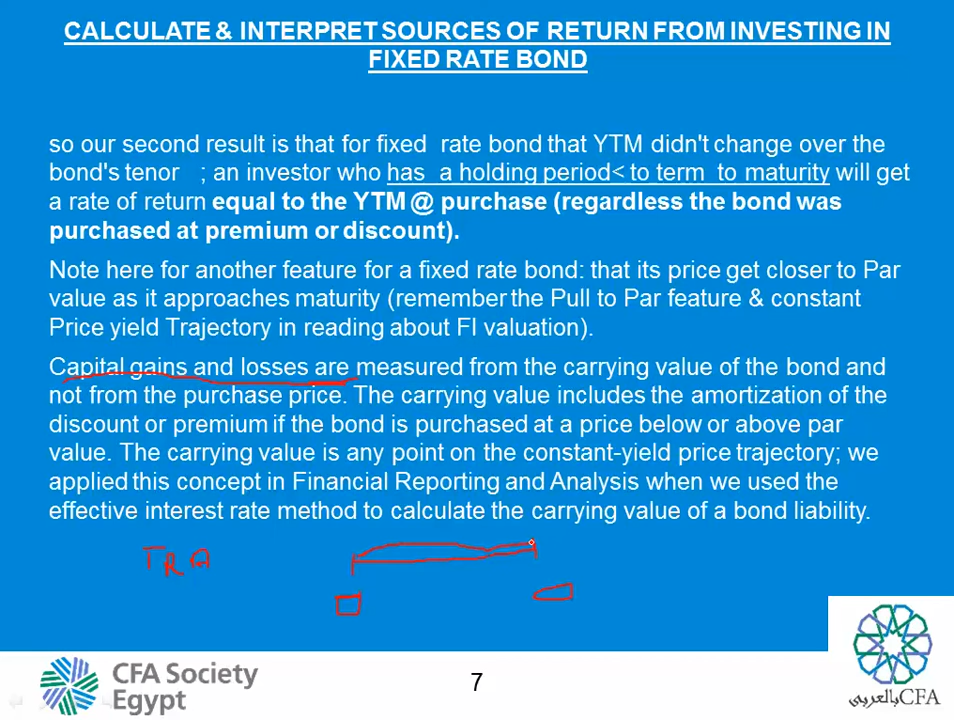 CALCULATE & INTERPRET SOURCES OF RETURN FROM INVESTING IN
FIXED RATE BOND
so our second result is that for fixed rate bond that YTM didn't change over the
bond's tenor ; an investor who has a holding period< to term to maturity will get
a rate of return equal to the YTM @ purchase (regardless the bond was
purchased at premium or discount).
Note here for another feature for a fixed rate bond: that its price get closer to Par
value as it approaches maturity (remember the Pull to Par feature & constant
Price yield Trajectory in reading about FI valuation).
Capital gains and losses are measured from the carrying value of the bond and
not from the purchase price. The carrying value includes the amortization of the
discount or premium if the bond is purchased at a price below or above par
value. The carrying value is any point on the constant-yield price trajectory; we
applied this concept in Financial Reporting and Analysis when we used the
effective interest rate method to calculate the carrying value of a bond liability.
TRA
CFA Society
Egypt
7
CFA بالعربي